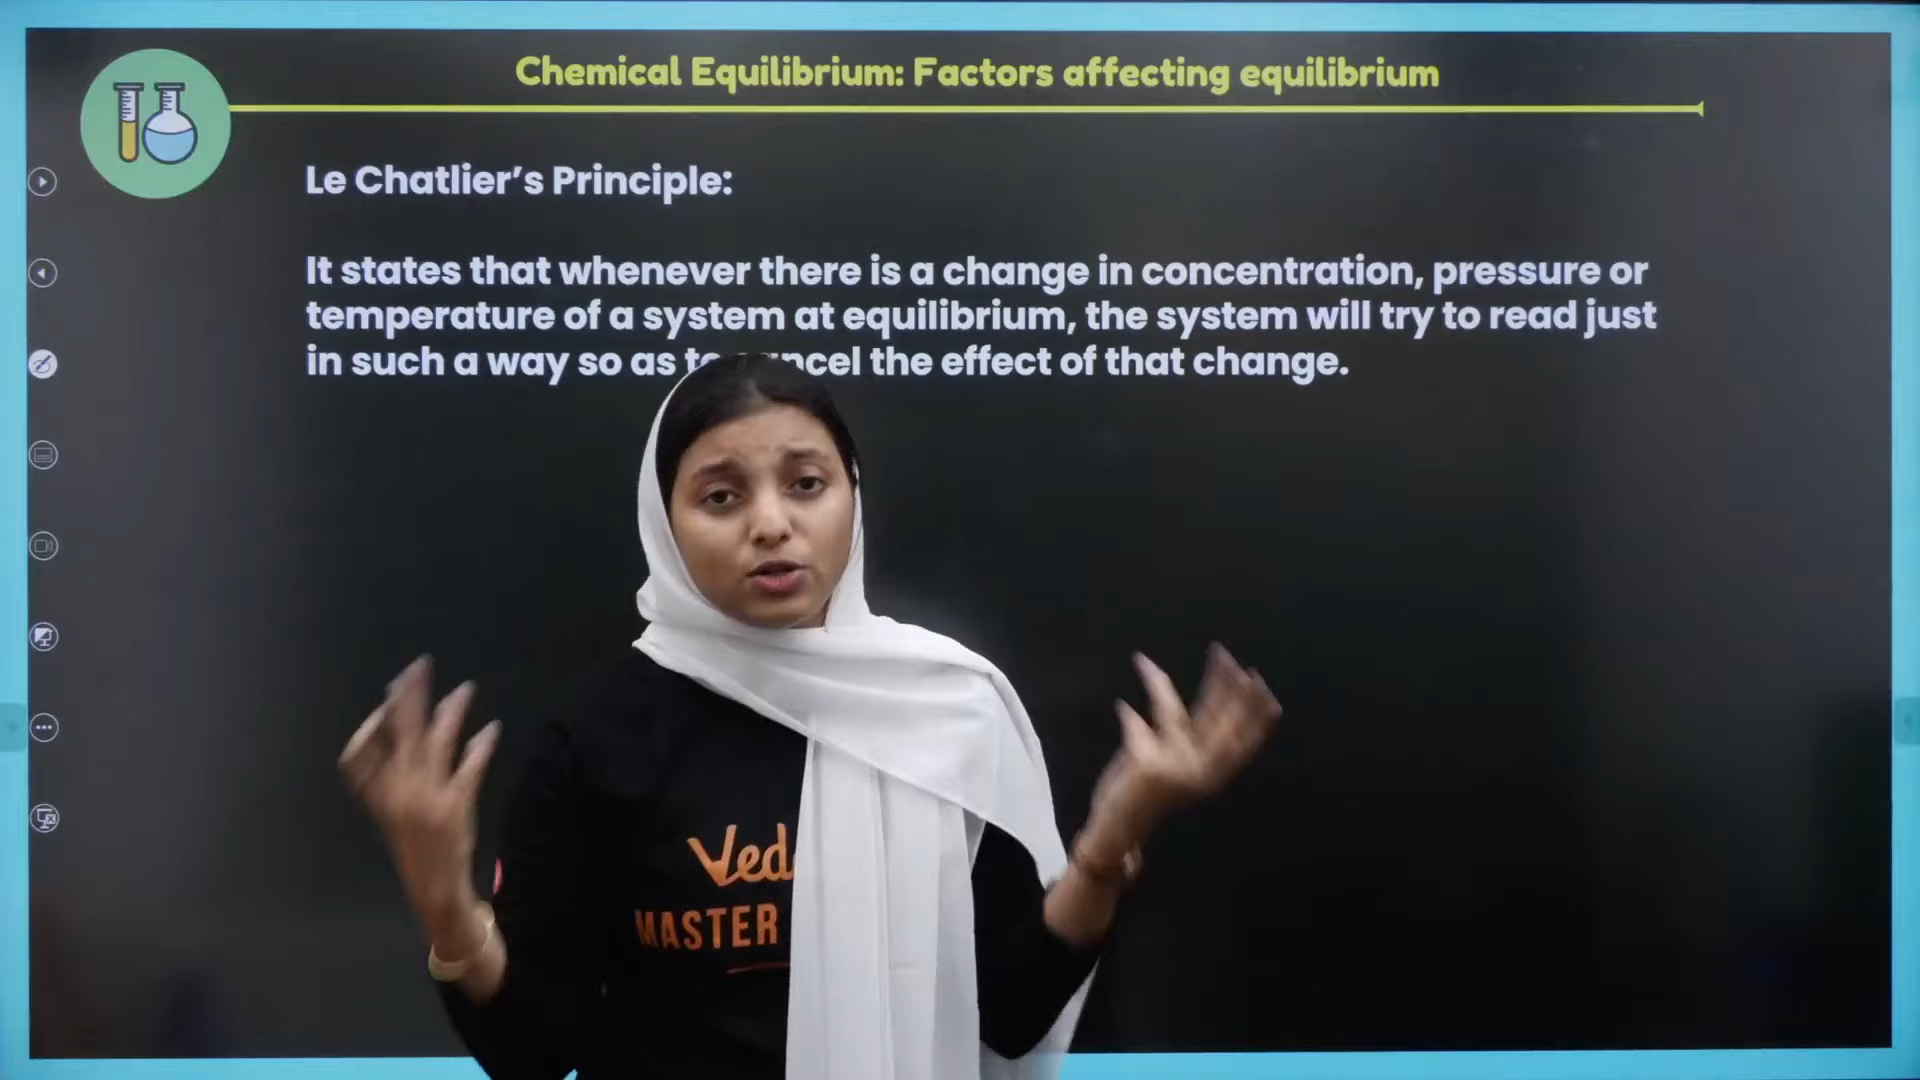 Chemical Equilibrium: Factors affecting equilibrium
Le Chatlier's Principle:
It states that whenever there is a change in concentration, pressure or
temperature of a system at equilibrium, the system will try to read just
in such a way so as to cancel the effect of that change.
Ved
MASTER